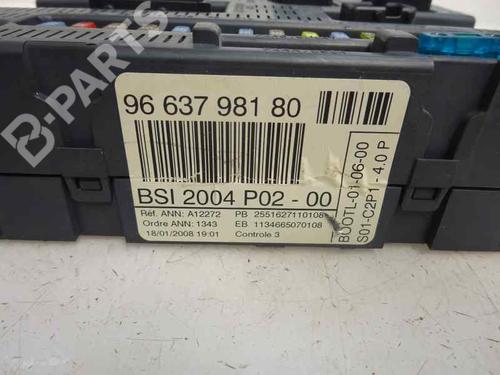 96 637 981 80
BSI 2004 P02 - 00
Réf. ANN: A12272 PB 2551627110108
Ordre ANN: 1343 EB 1134665070108
18/01/2008 19:01 Controle 3
BOOTL-01-06-00
S01-C2P1 - 4.0 P
B-PARTS